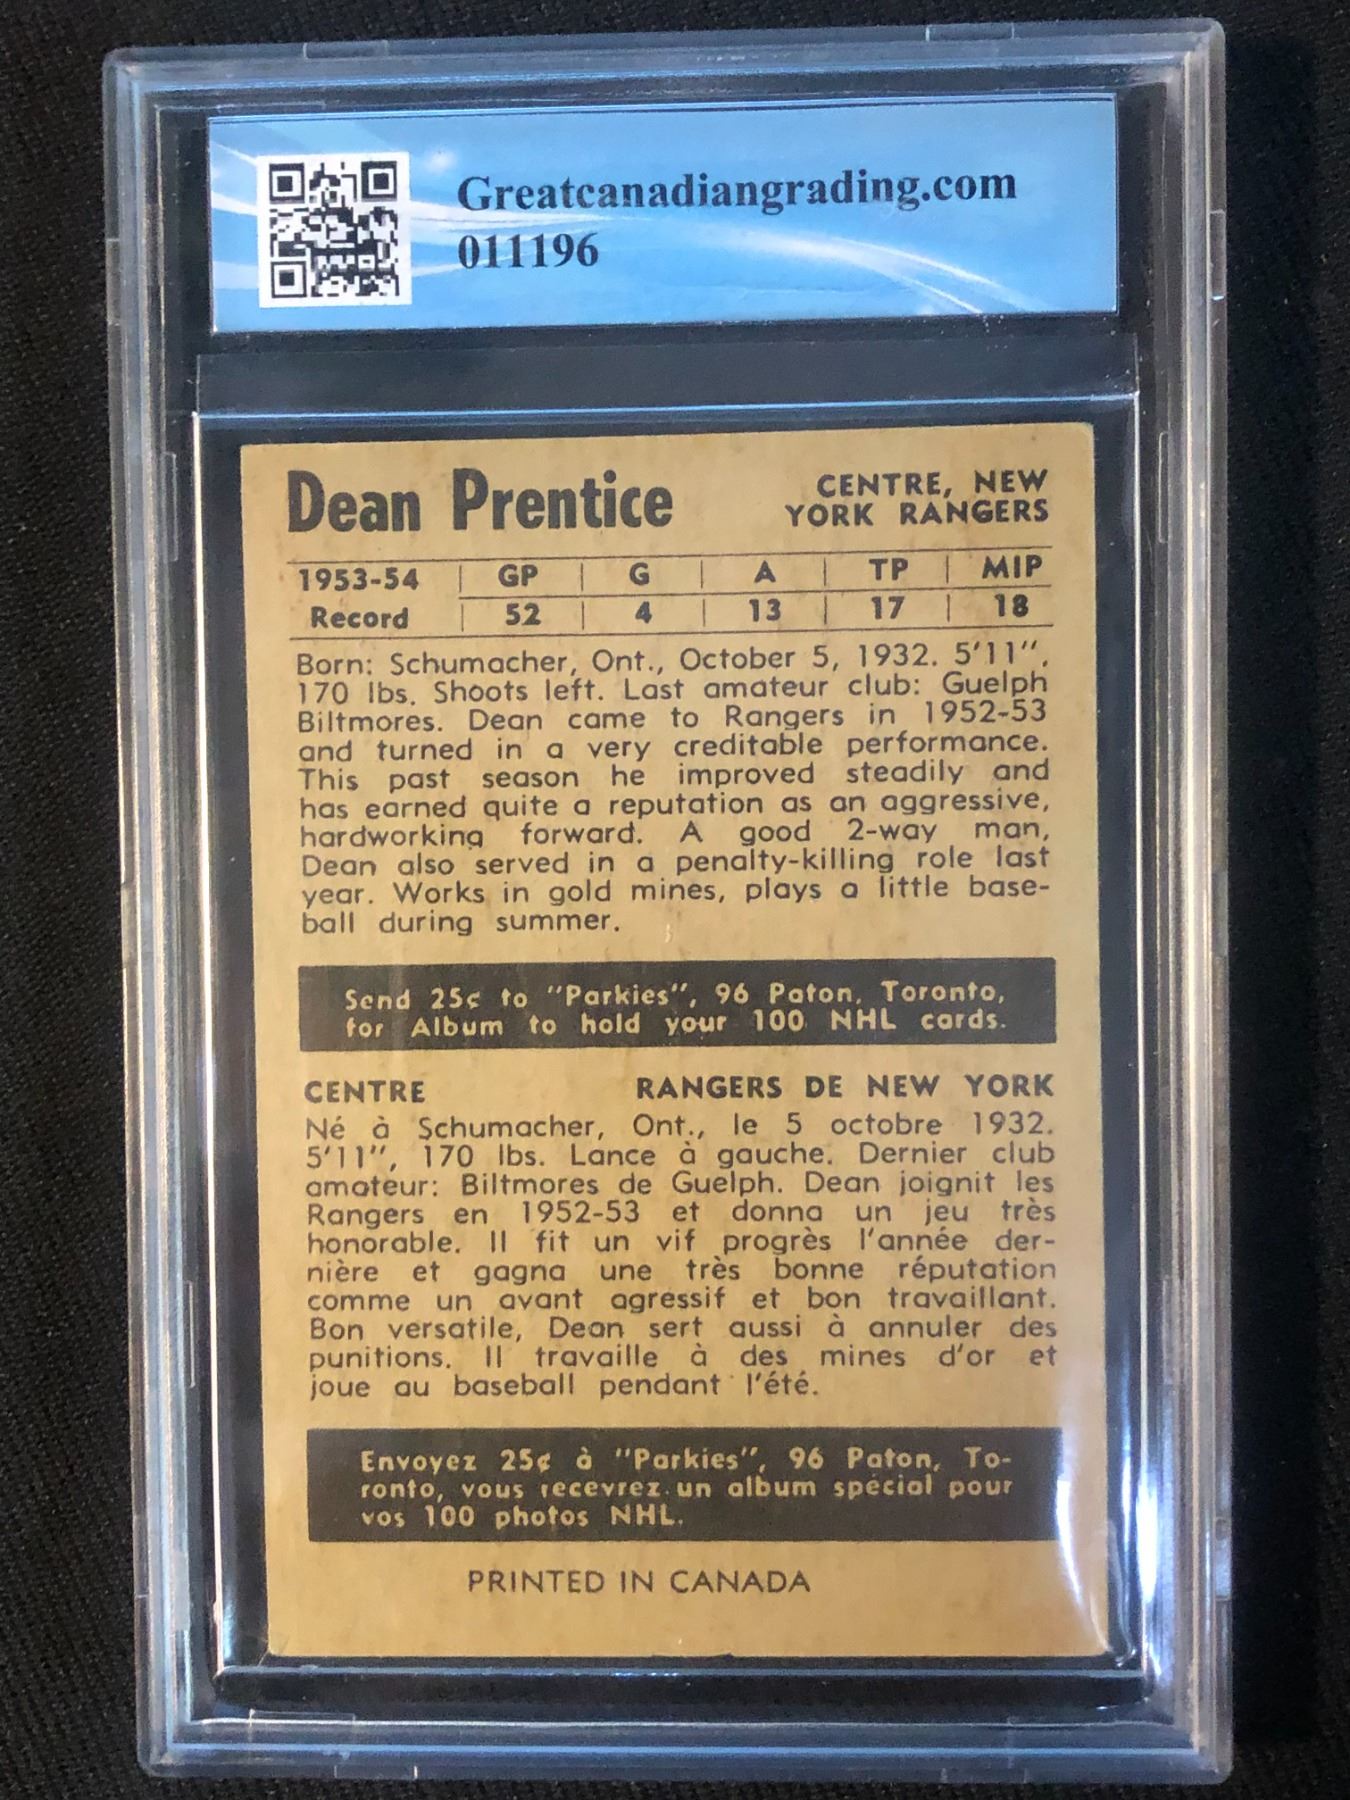 Greatcanadiangrading.com
011196
Dean Prentice
CENTRE, NEW
YORK RANGERS
1953-54 | GP | G | A | TP | MIP
Record | 52 | 4 | 13 | 17 | 18
Born: Schumacher, Ont., October 5, 1932. 5'11",
170 lbs. Shoots left. Last amateur club: Guelph
Biltmores. Dean came to Rangers in 1952-53
and turned in a very creditable performance.
This past season he improved steadily and
has earned quite a reputation as an aggressive,
hardworking forward. A good 2-way man,
Dean also served in a penalty-killing role last
year. Works in gold mines, plays a little base-
ball during summer.
Send 25¢ to "Parkies", 96 Paton, Toronto,
for Album to hold your 100 NHL cards.
CENTRE RANGERS DE NEW YORK
Né à Schumacher, Ont., le 5 octobre 1932.
5'11", 170 lbs. Lance à gauche. Dernier club
amateur: Biltmores de Guelph. Dean joignit les
Rangers en 1952-53 et donna un jeu très
honorable. Il fit un vif progrès l'année der-
nière et gagna une très bonne réputation
comme un avant agressif et bon travaillant.
Bon versatile, Dean sert aussi à annuler des
punitions. Il travaille à des mines d'or et
joue au baseball pendant l'été.
Envoyez 25¢ à "Parkies", 96 Paton, To-
ronto, vous recevrez un album spécial pour
vos 100 photos NHL.
PRINTED IN CANADA